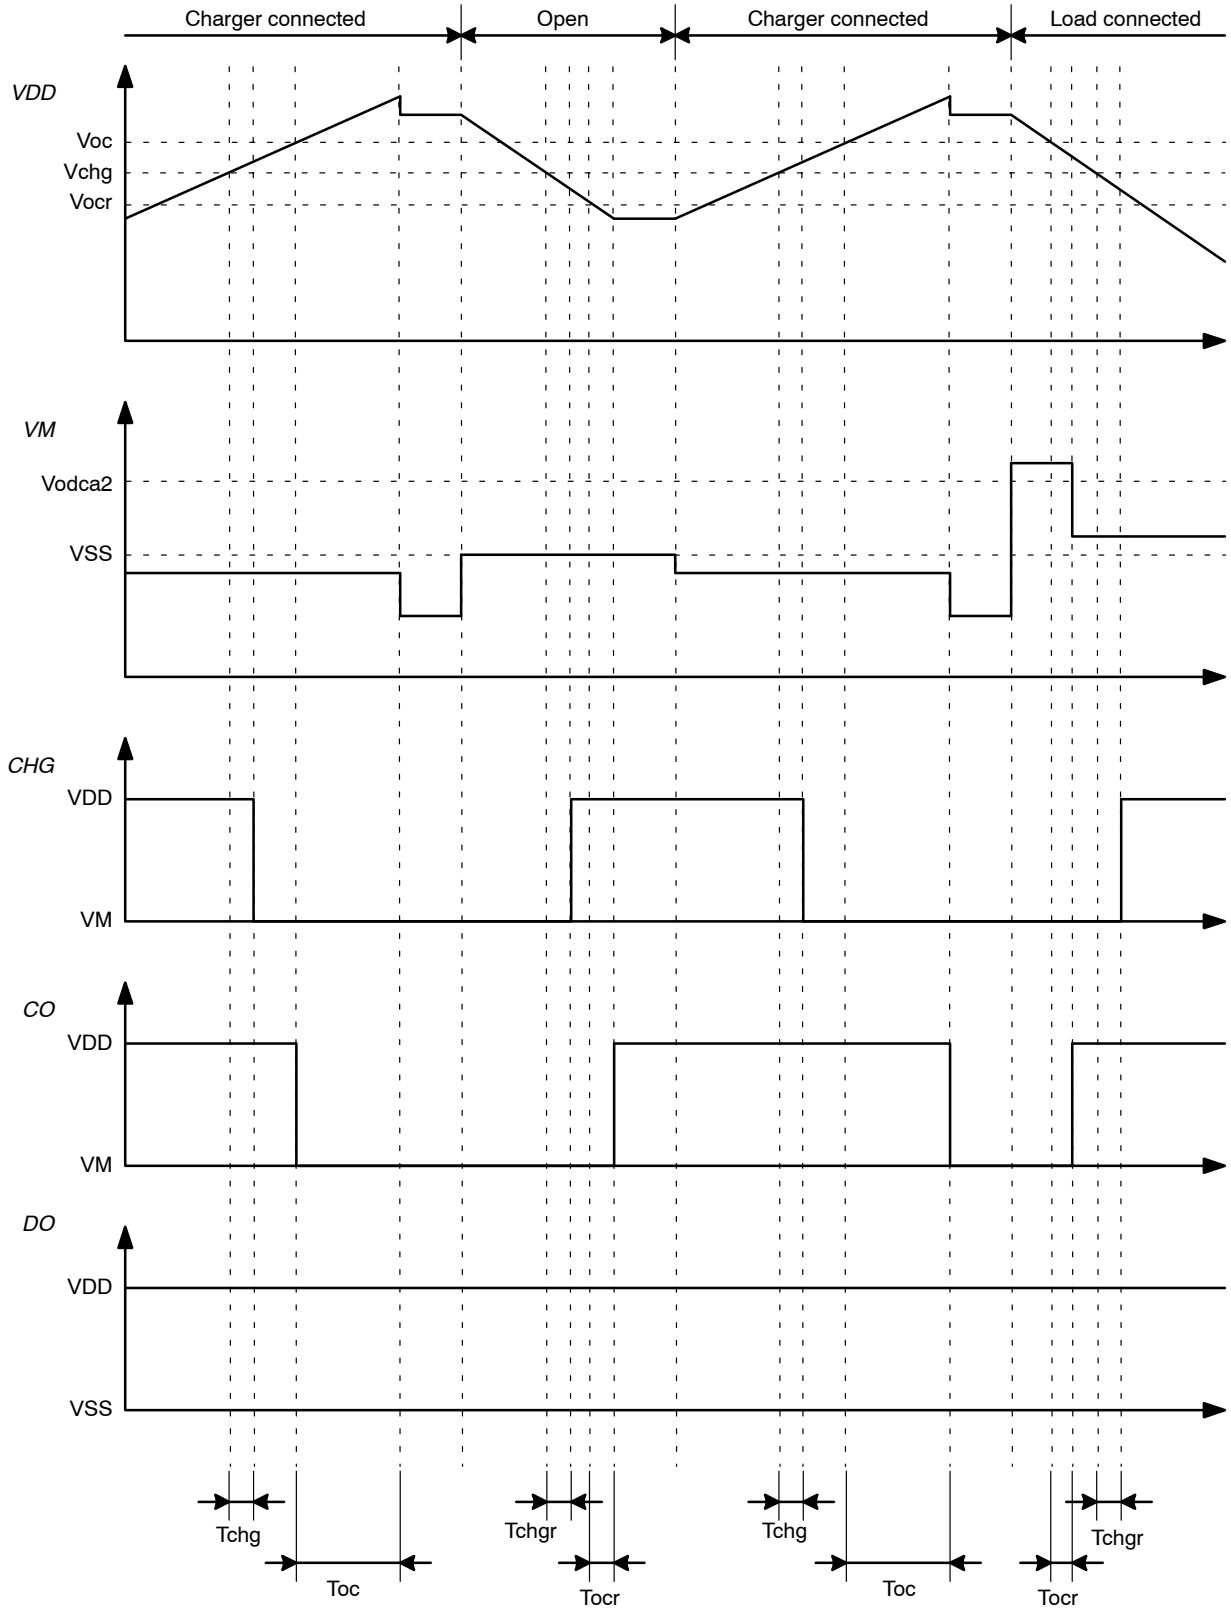 Charger connected Open Charger connected Load connected
VDD
Voc
Vchg
Vocr
VM
Vodca2
VSS
CHG
VDD
VM
CO
VDD
VM
DO
VDD
VSS
Tchg Tchgr Tchg Tchgr
Toc Tocr Toc Tocr